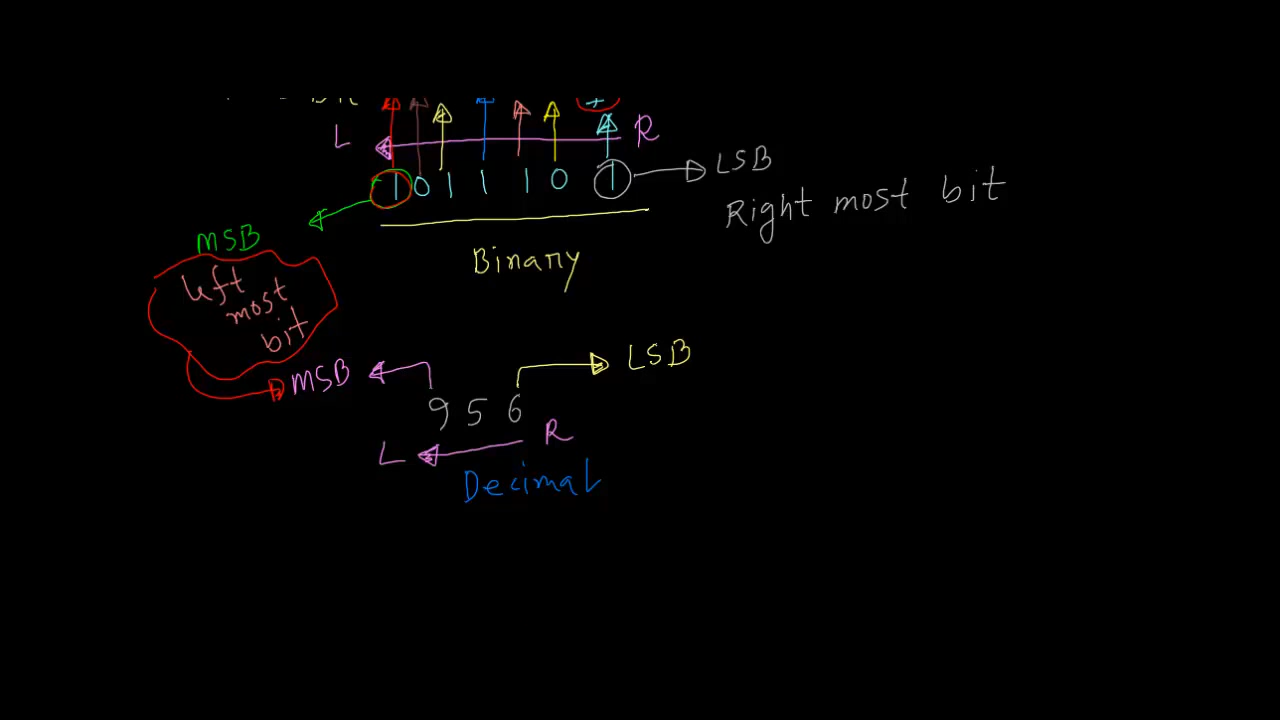 L R
1 0 1 1 1 0 1
LSB
Right most bit
MSB
Binary
left
most
bit
MSB
LSB
9 5 6
L R
Decimal